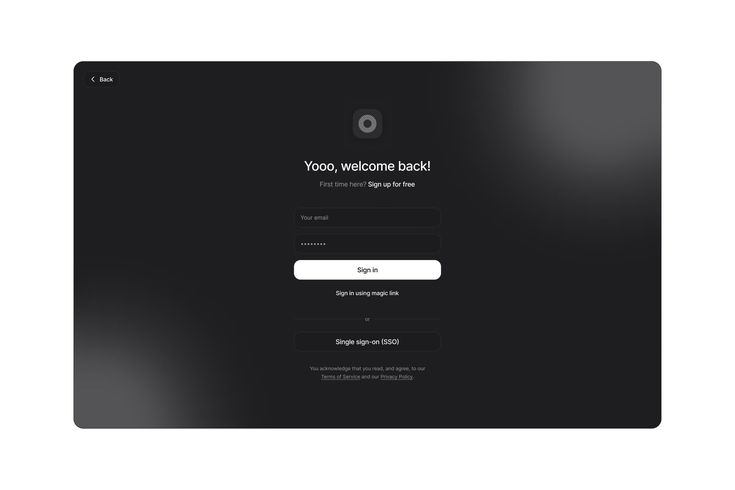 Back
Yooo, welcome back!
First time here? Sign up for free
Your email
Sign in
Sign in using magic link
or
Single sign-on (SSO)
You acknowledge that you read, and agree, to our
Terms of Service and our Privacy Policy.